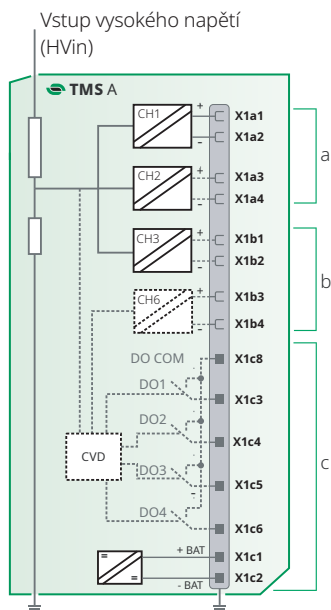 Vstup vysokého napětí
(HVin)
TMS A
CH1
+
-
X1a1
X1a2
a
CH2
+
-
X1a3
X1a4
CH3
+
-
X1b1
X1b2
b
CH6
+
-
X1b3
X1b4
DO COM
X1c8
DO1
X1c3
DO2
X1c4
CVD
DO3
-
X1c5
c
DO4
X1c6
=
=
+ BAT
X1c1
- BAT
X1c2